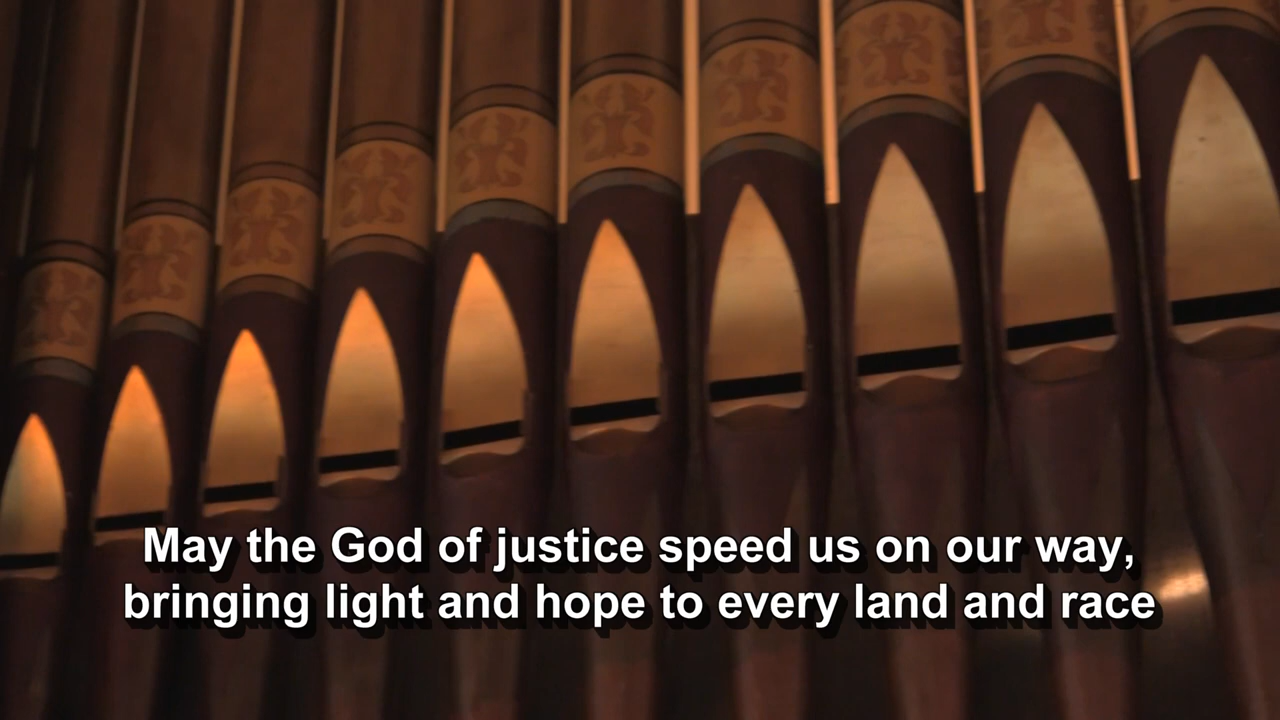 May the God of justice speed us on our way,
bringing light and hope to every land and race